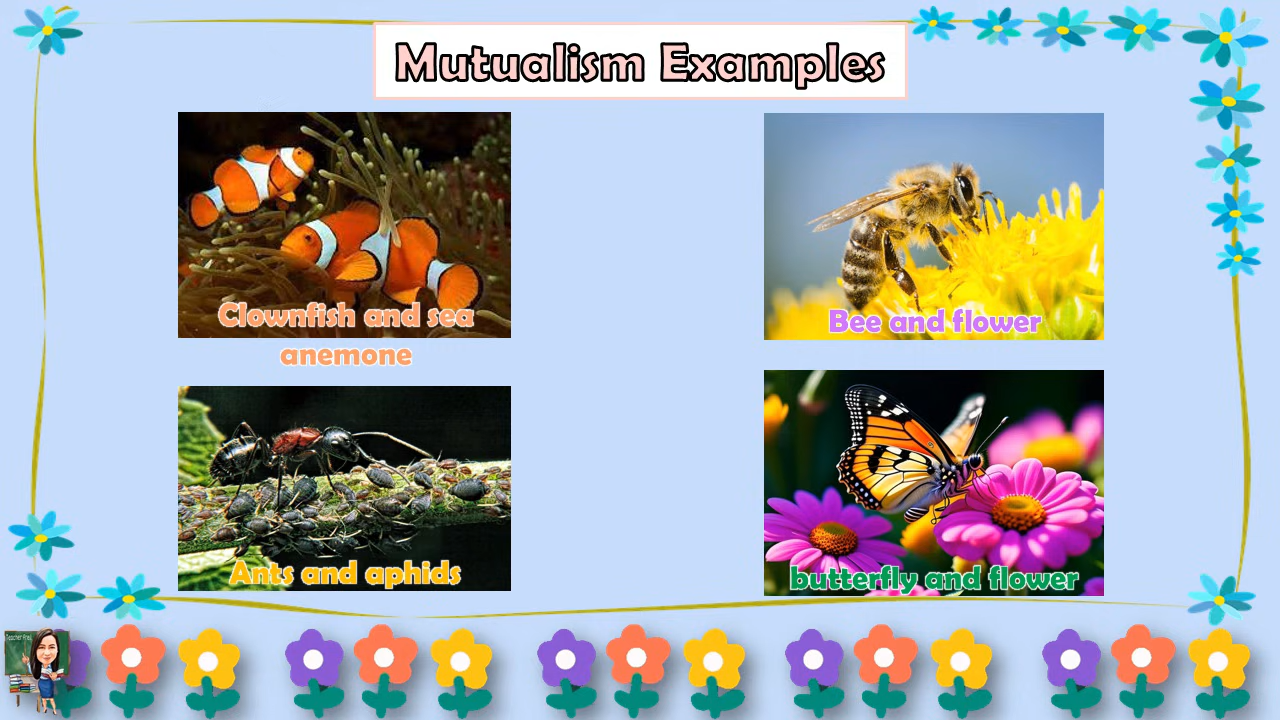 Mutualism Examples
Clownfish and sea
anemone
Bee and flower
Ants and aphids
butterfly and flower